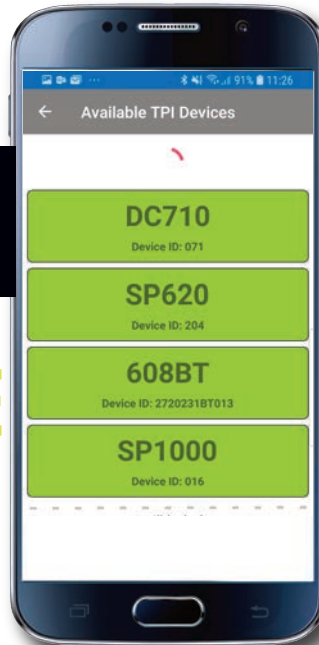 91% 11:26
Available TPI Devices
DC710
Device ID: 071
SP620
Device ID: 204
608BT
Device ID: 2720231BT013
SP1000
Device ID: 016